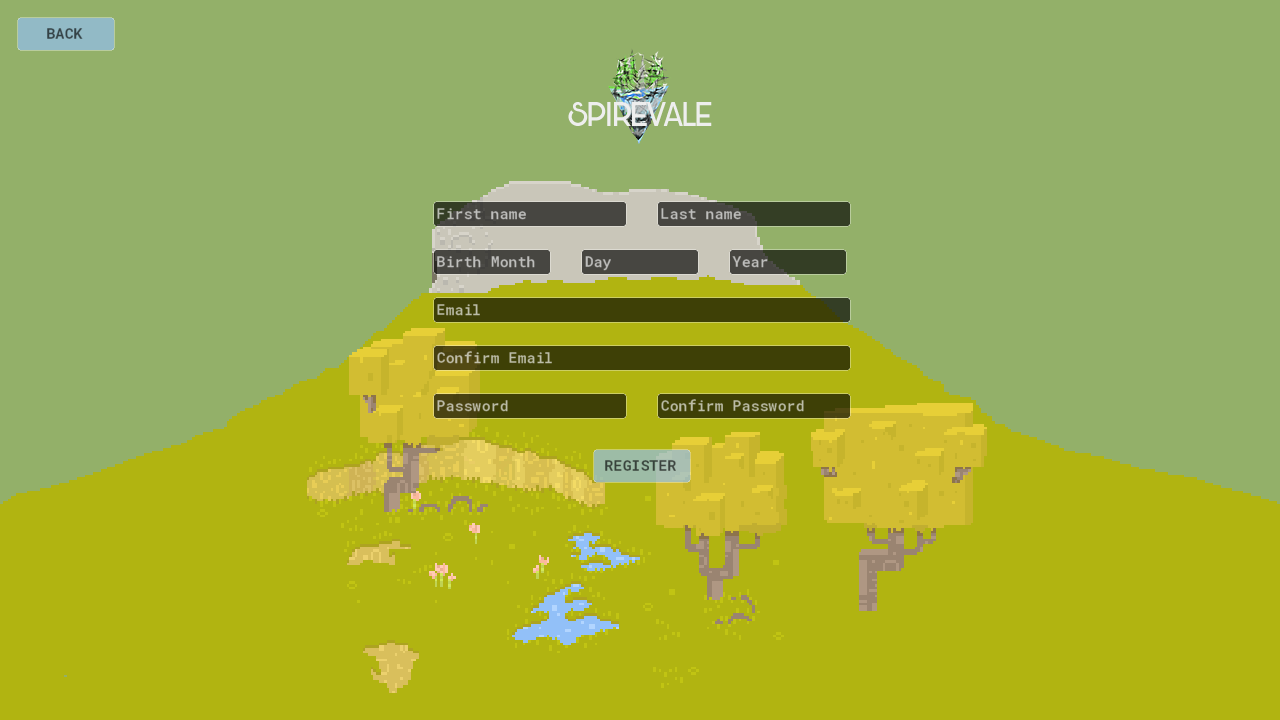 BACK
SPIREVALE
First name Last name
Birth Month Day Year
Email
Confirm Email
Password Confirm Password
REGISTER